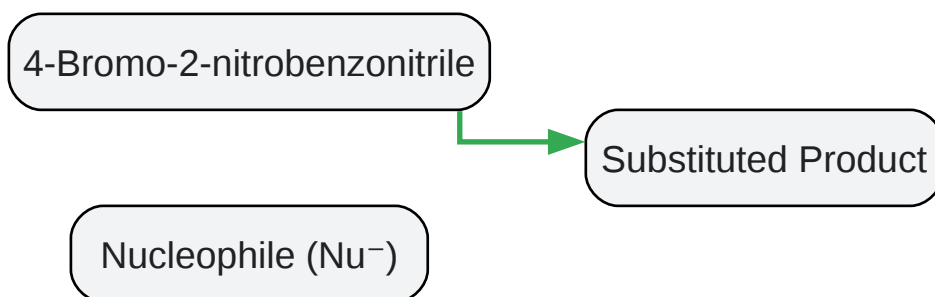 4-Bromo-2-nitrobenzonitrile
Substituted Product
Nucleophile (Nu⁻)